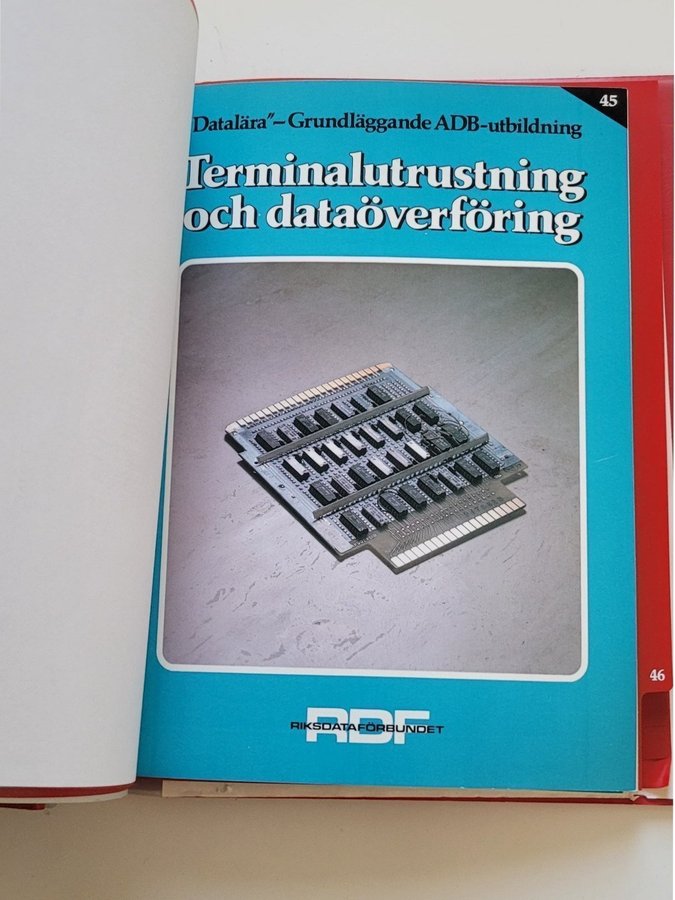 45
Datalära"–Grundläggande ADB-utbildning
Terminalutrustning
och dataöverföring
RDF
RIKSDATAFÖRBUNDET
46